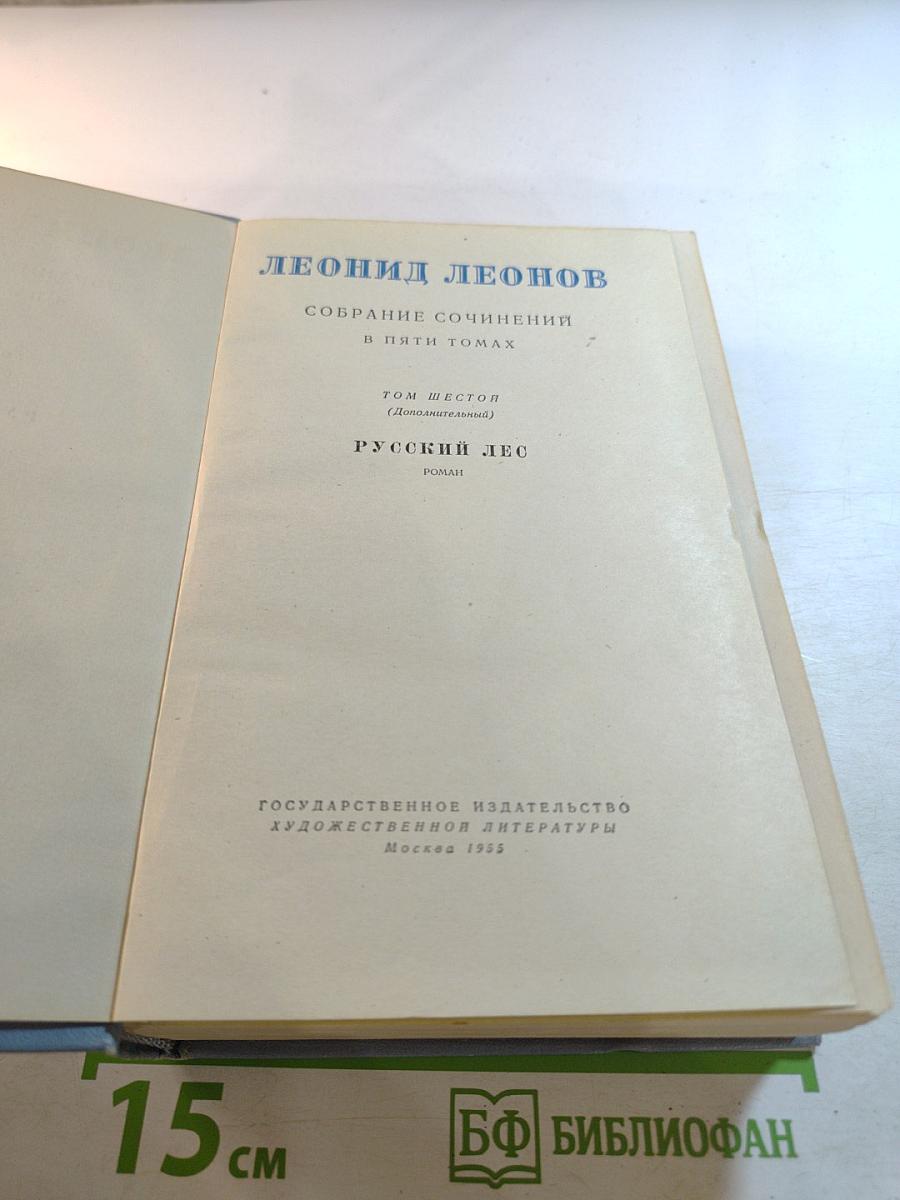 ЛЕОНИД ЛЕОНОВ
СОБРАНИЕ СОЧИНЕНИЙ
В ПЯТИ ТОМАХ
ТОМ ШЕСТОЙ
(Дополнительный)
РУССКИЙ ЛЕС
РОМАН
ГОСУДАРСТВЕННОЕ ИЗДАТЕЛЬСТВО
ХУДОЖЕСТВЕННОЙ ЛИТЕРАТУРЫ
Москва 1955
15 см
БФ БИБЛИОФАН